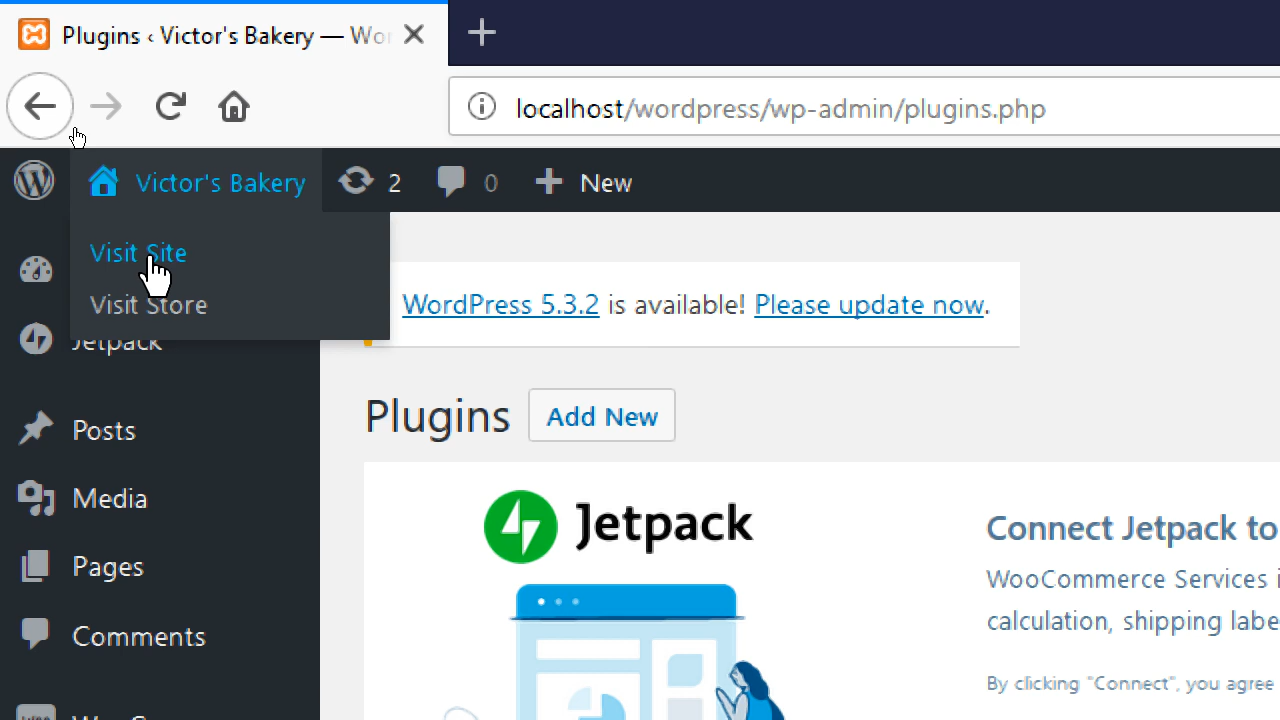 Plugins ‹ Victor's Bakery — Wor
localhost/wordpress/wp-admin/plugins.php
Victor's Bakery 2 0 New
Visit Site
Visit Store
WordPress 5.3.2 is available! Please update now.
Jetpack
Plugins Add New
Posts
Media
Pages
Comments
Jetpack
Connect Jetpack to
WooCommerce Services i
calculation, shipping labe
By clicking "Connect", you agree